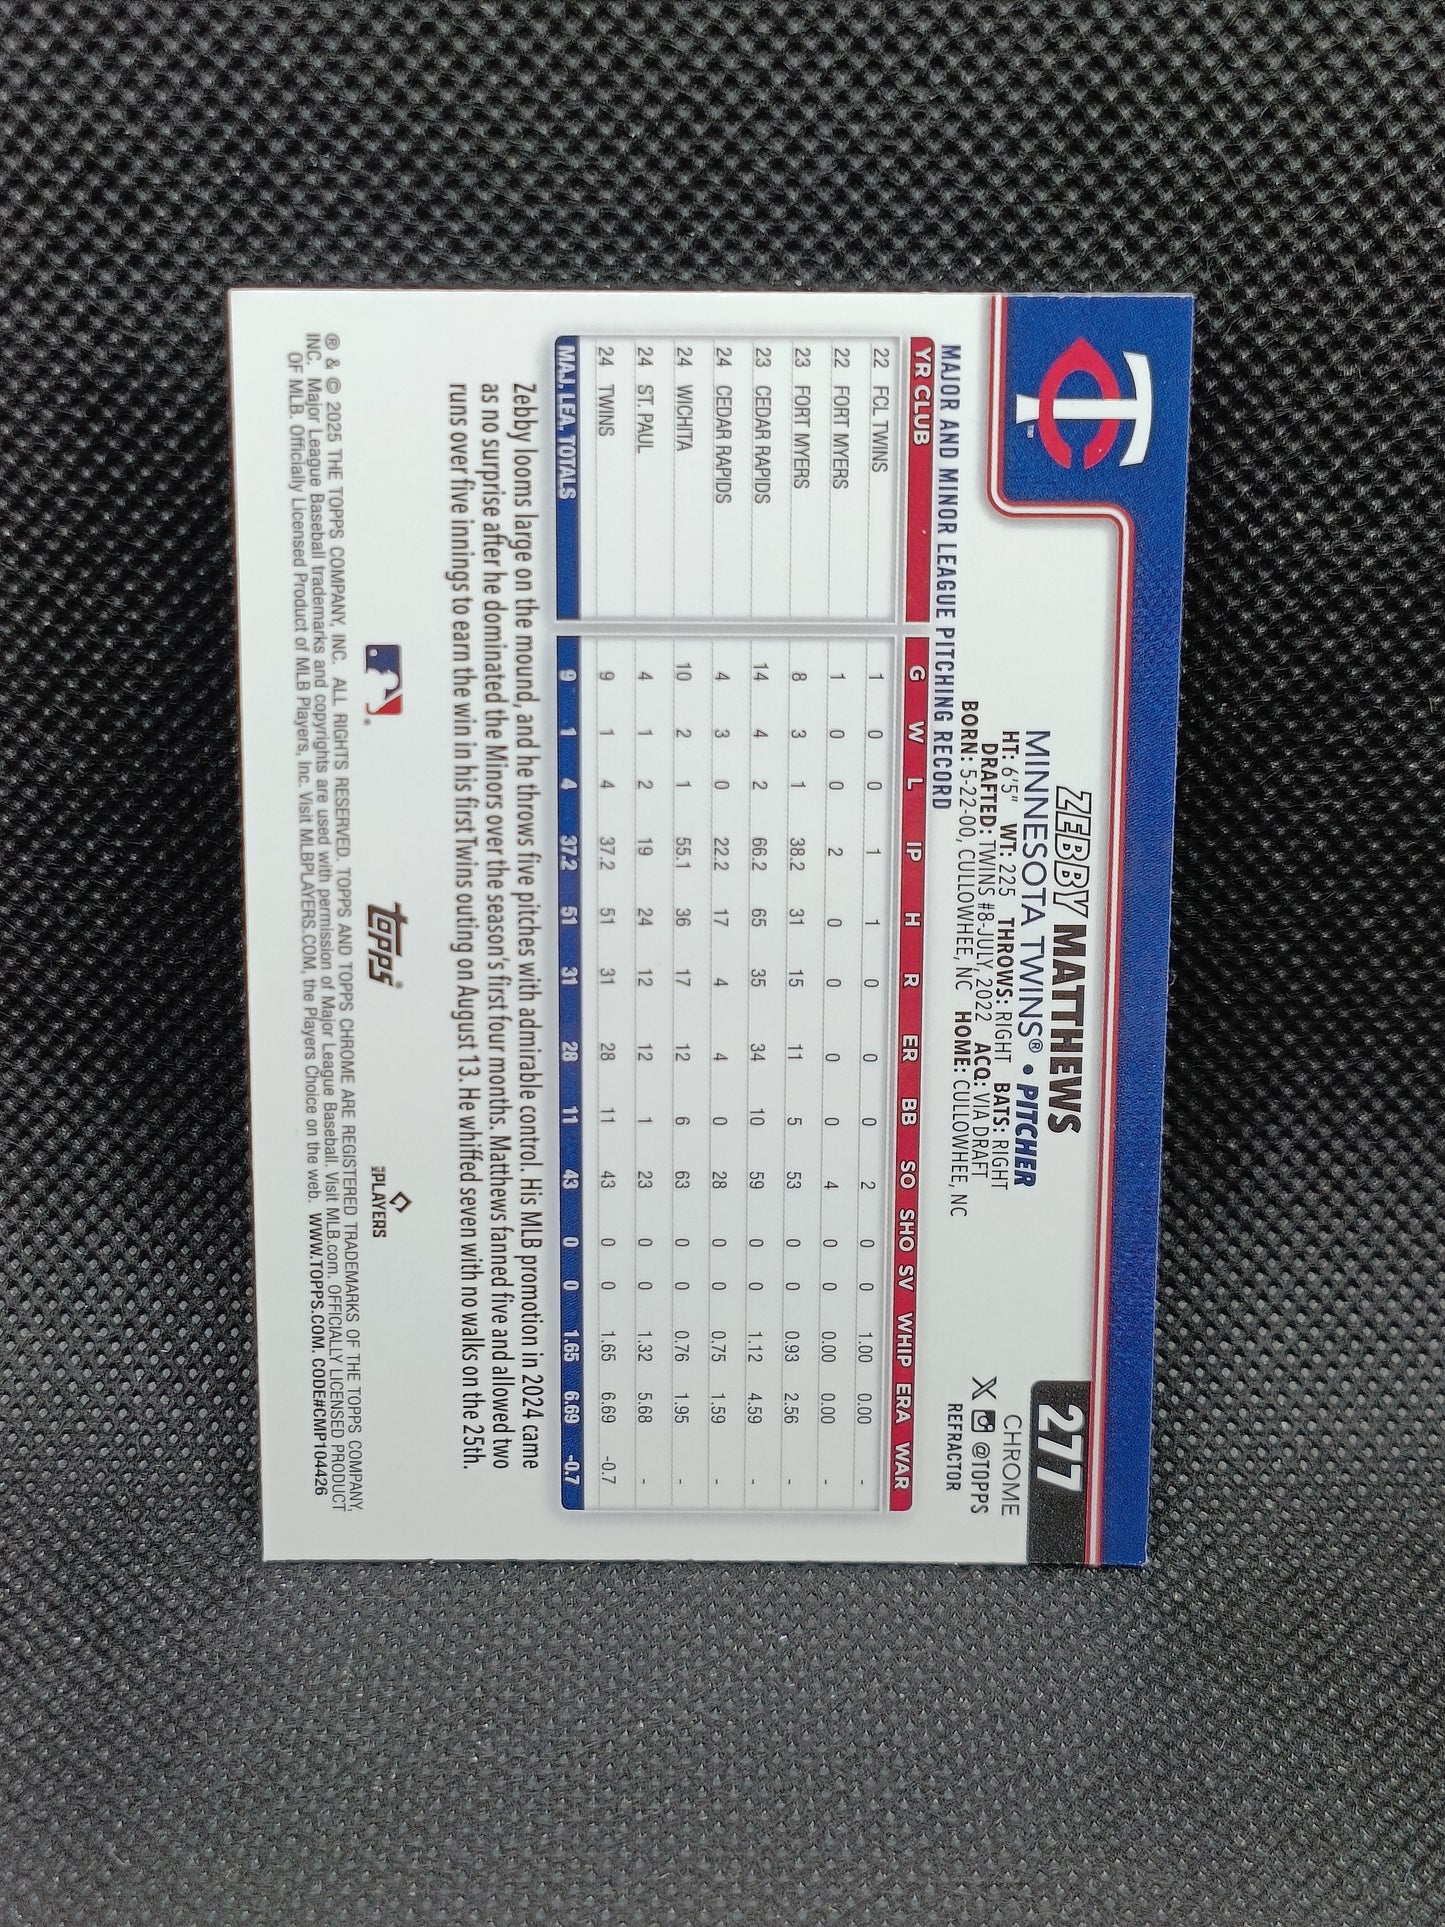 TC
TM
277
ZEBBY MATTHEWS
CHROME
MINNESOTA TWINS® • PITCHER
X @TOPPS
HT: 6'5" WT: 225 THROWS: RIGHT BATS: RIGHT
REFRACTOR
DRAFTED: TWINS #8-JULY, 2022 ACQ: VIA DRAFT
BORN: 5-22-00, CULLOWHEE, NC HOME: CULLOWHEE, NC
MAJOR AND MINOR LEAGUE PITCHING RECORD
YR CLUB G W L IP H R ER BB SO SHO SV WHIP ERA WAR
22 FCL TWINS 1 0 0 1 1 0 0 0 2 0 0 1.00 0.00 -
22 FORT MYERS 1 0 0 2 0 0 0 0 4 0 0 0.00 0.00 -
23 FORT MYERS 8 3 1 38.2 31 15 11 5 53 0 0 0.93 2.56 -
23 CEDAR RAPIDS 14 4 2 66.2 65 35 34 10 59 0 0 1.12 4.59 -
24 CEDAR RAPIDS 4 3 0 22.2 17 4 4 0 28 0 0 0.75 1.59 -
24 WICHITA 10 2 1 55.1 36 17 12 6 63 0 0 0.76 1.95 -
24 ST. PAUL 4 1 2 19 24 12 12 1 23 0 0 1.32 5.68 -
24 TWINS 9 1 4 37.2 51 31 28 11 43 0 0 1.65 6.69 -0.7
MAJ. LEA. TOTALS 9 1 4 37.2 51 31 28 11 43 0 0 1.65 6.69 -0.7
Zebby looms large on the mound, and he throws five pitches with admirable control. His MLB promotion in 2024 came
as no surprise after he dominated the Minors over the season's first four months. Matthews fanned five and allowed two
runs over five innings to earn the win in his first Twins outing on August 13. He whiffed seven with no walks on the 25th.
®
TOPPS®
MLB PLAYERS
® & © 2025 THE TOPPS COMPANY, INC. ALL RIGHTS RESERVED. TOPPS AND TOPPS CHROME ARE REGISTERED TRADEMARKS OF THE TOPPS COMPANY,
INC. Major League Baseball trademarks and copyrights are used with permission of Major League Baseball. Visit MLB.com. OFFICIALLY LICENSED PRODUCT
OF MLB. Officially Licensed Product of MLB Players, Inc. Visit MLBPLAYERS.COM, the Players Choice on the web. WWW.TOPPS.COM. CODE#CMP104426